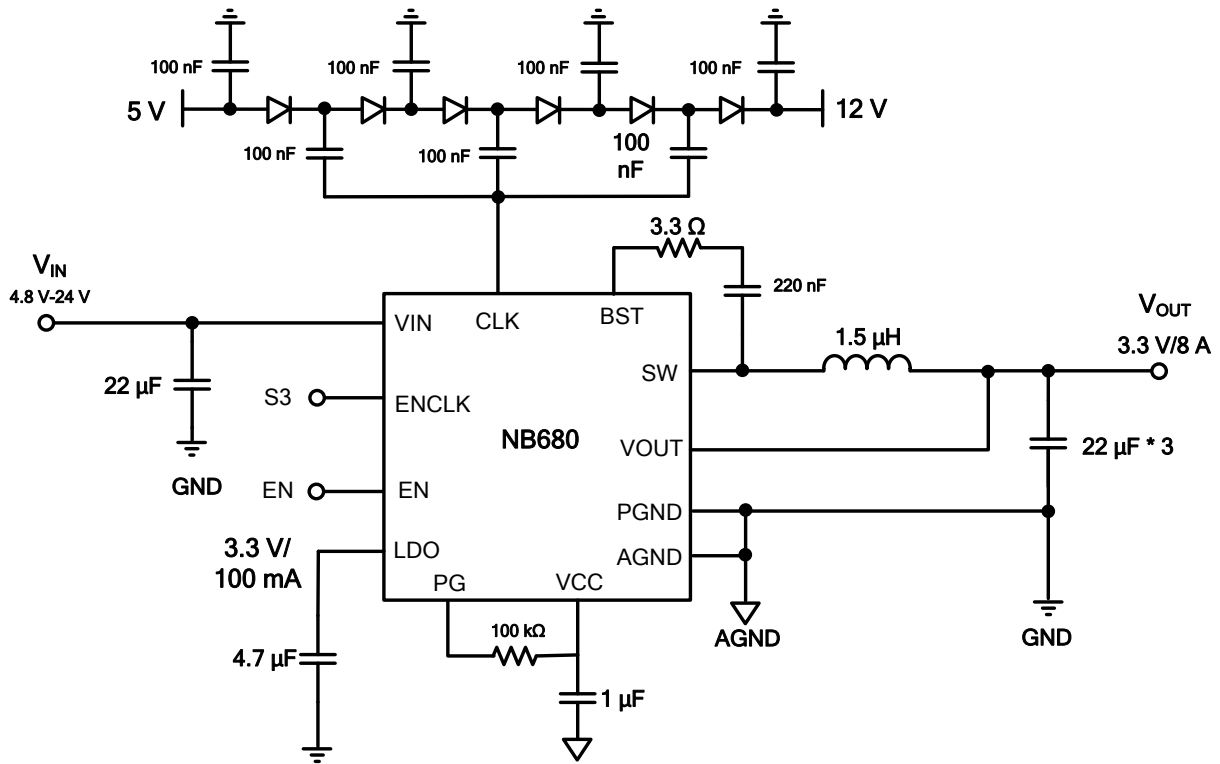 100 nF
100 nF
100 nF
100 nF
5 V
12 V
100 nF
100 nF
100
nF
3.3 Ω
220 nF
VIN
4.8 V-24 V
VIN
CLK
BST
1.5 µH
VOUT
3.3 V/8 A
22 µF
S3
ENCLK
SW
NB680
VOUT
22 µF * 3
GND
EN
EN
PGND
3.3 V/
100 mA
LDO
AGND
PG
VCC
AGND
GND
100 kΩ
4.7 µF
1 µF